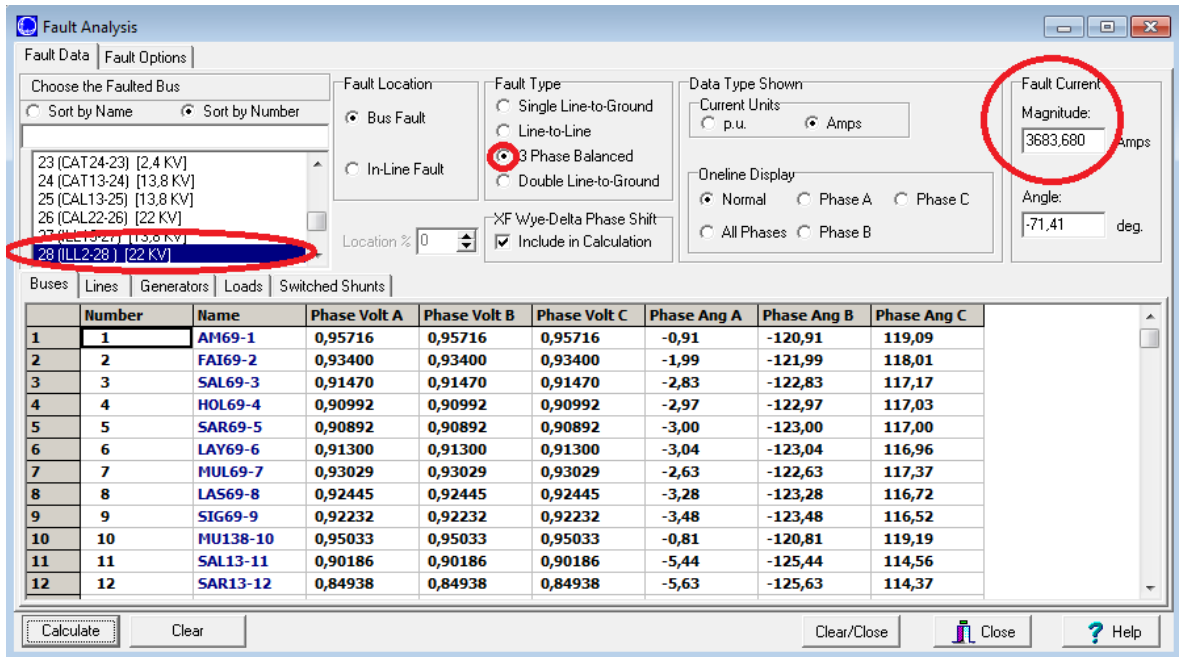 Fault Analysis
Fault Data Fault Options
Choose the Faulted Bus
Sort by Name Sort by Number
23 (CAT24-23) [2,4 KV]
24 (CAT13-24) [13,8 KV]
25 (CAL13-25) [13,8 KV]
26 (CAL22-26) [22 KV]
27 (ILL13-27) [13,8 KV]
28 (ILL2-28 ) [22 KV]
Fault Location
Bus Fault
In-Line Fault
Location % 0
Fault Type
Single Line-to-Ground
Line-to-Line
3 Phase Balanced
Double Line-to-Ground
XF Wye-Delta Phase Shift
Include in Calculation
Data Type Shown
Current Units
p.u. Amps
Oneline Display
Normal Phase A Phase C
All Phases Phase B
Fault Current
Magnitude:
3683,680 Amps
Angle:
-71,41 deg.
Buses Lines Generators Loads Switched Shunts
Number Name Phase Volt A Phase Volt B Phase Volt C Phase Ang A Phase Ang B Phase Ang C
1 1 AM69-1 0,95716 0,95716 0,95716 -0,91 -120,91 119,09
2 2 FAI69-2 0,93400 0,93400 0,93400 -1,99 -121,99 118,01
3 3 SAL69-3 0,91470 0,91470 0,91470 -2,83 -122,83 117,17
4 4 HOL69-4 0,90992 0,90992 0,90992 -2,97 -122,97 117,03
5 5 SAR69-5 0,90892 0,90892 0,90892 -3,00 -123,00 117,00
6 6 LAY69-6 0,91300 0,91300 0,91300 -3,04 -123,04 116,96
7 7 MUL69-7 0,93029 0,93029 0,93029 -2,63 -122,63 117,37
8 8 LAS69-8 0,92445 0,92445 0,92445 -3,28 -123,28 116,72
9 9 SIG69-9 0,92232 0,92232 0,92232 -3,48 -123,48 116,52
10 10 MU138-10 0,95033 0,95033 0,95033 -0,81 -120,81 119,19
11 11 SAL13-11 0,90186 0,90186 0,90186 -5,44 -125,44 114,56
12 12 SAR13-12 0,84938 0,84938 0,84938 -5,63 -125,63 114,37
Calculate Clear Clear/Close Close Help